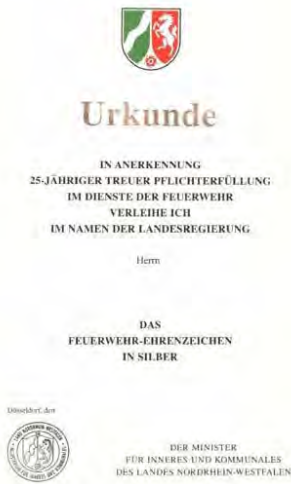 Urkunde
IN ANERKENNUNG
25-JÄHRIGER TREUER PFLICHTERFÜLLUNG
IM DIENSTE DER FEUERWEHR
VERLEIHE ICH
IM NAMEN DER LANDESREGIERUNG
Herrn
DAS
FEUERWEHR-EHRENZEICHEN
IN SILBER
Düsseldorf, den
DER MINISTER
FÜR INNERES UND KOMMUNALES
DES LANDES NORDRHEIN-WESTFALEN